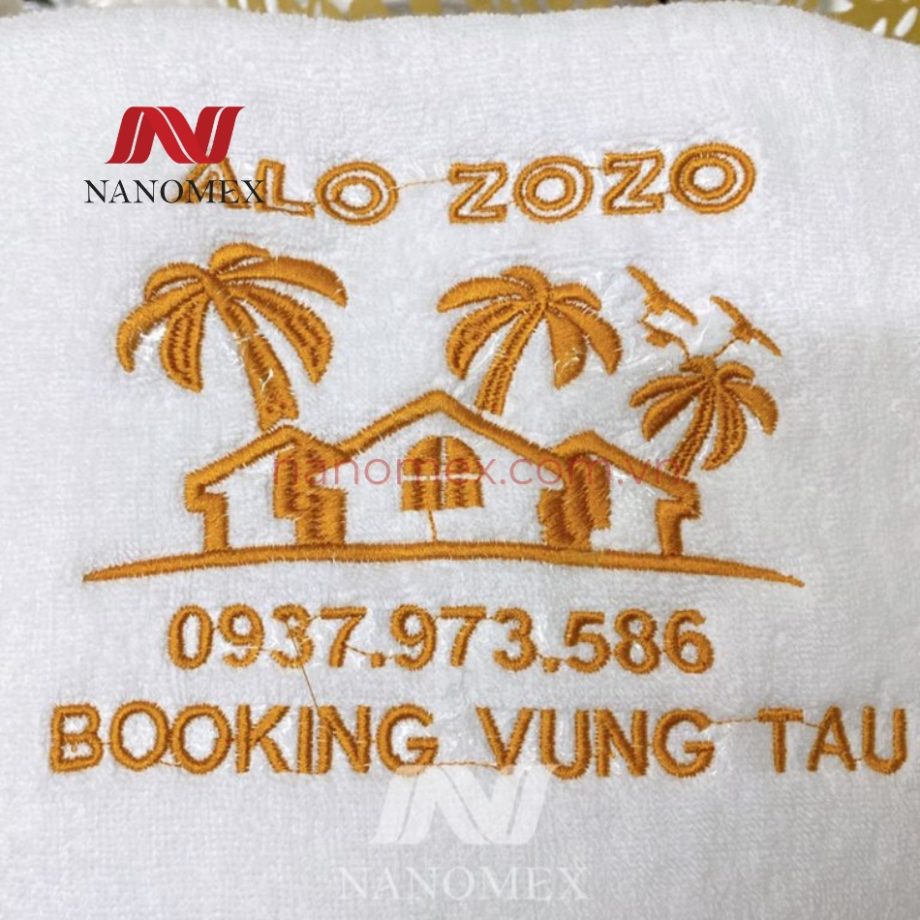 NANOMEX
ALO ZOZO
nanomex.com.vn
0937.973.586
BOOKING VUNG TAU
NANOMEX